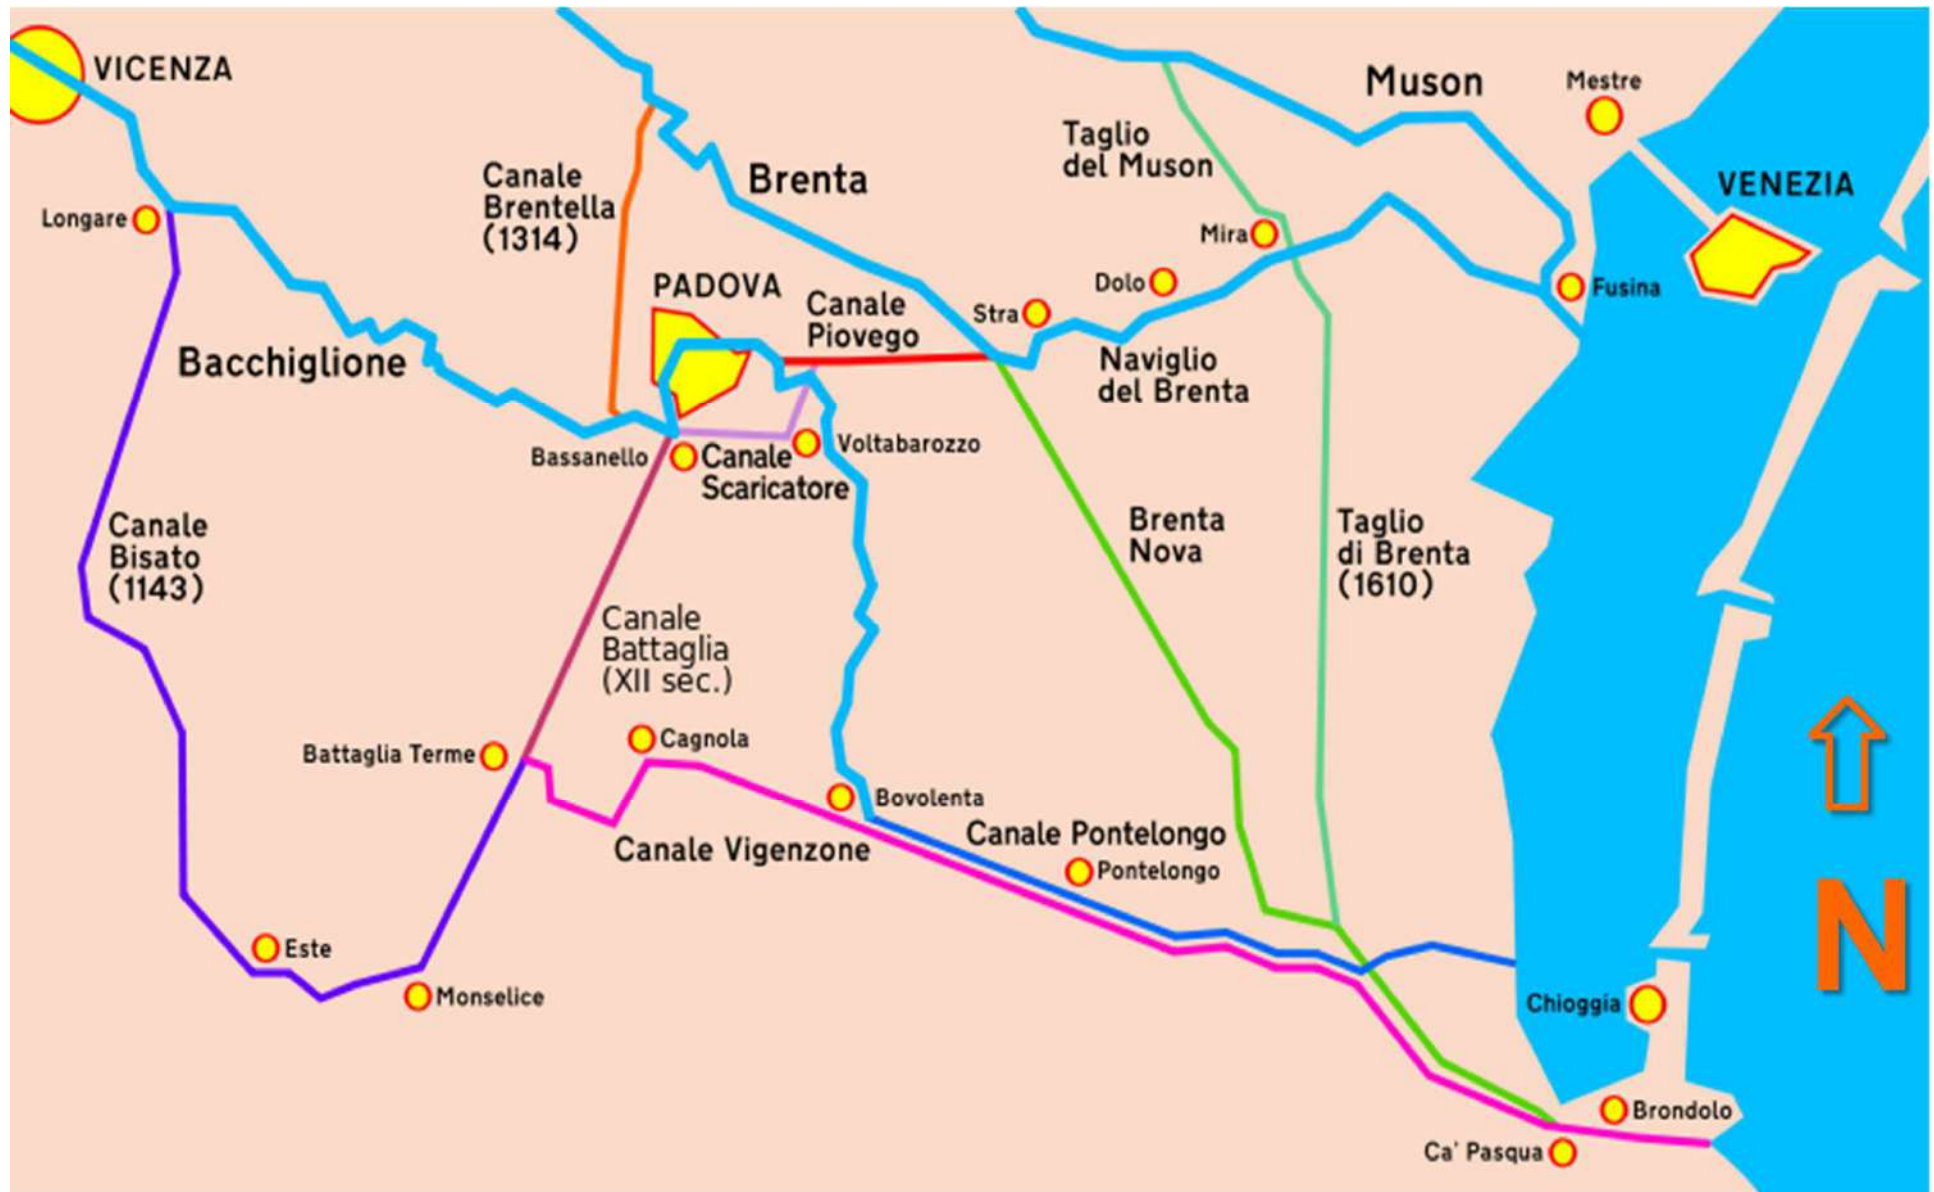 VICENZA
Muson
Mestre
Taglio
del Muson
Canale
Brentella
(1314)
Brenta
VENEZIA
Longare
Mira
PADOVA
Dolo
Fusina
Canale
Piovego
Stra
Bacchiglione
Naviglio
del Brenta
Bassanello
Canale
Scaricatore
Voltabarozzo
Canale
Bisato
(1143)
Brenta
Nova
Taglio
di Brenta
(1610)
Canale
Battaglia
(XII sec.)
Battaglia Terme
Cagnola
Bovolenta
Canale Vigenzone
Canale Pontelongo
Pontelongo
Este
Monselice
N
Chioggia
Brondolo
Ca' Pasqua